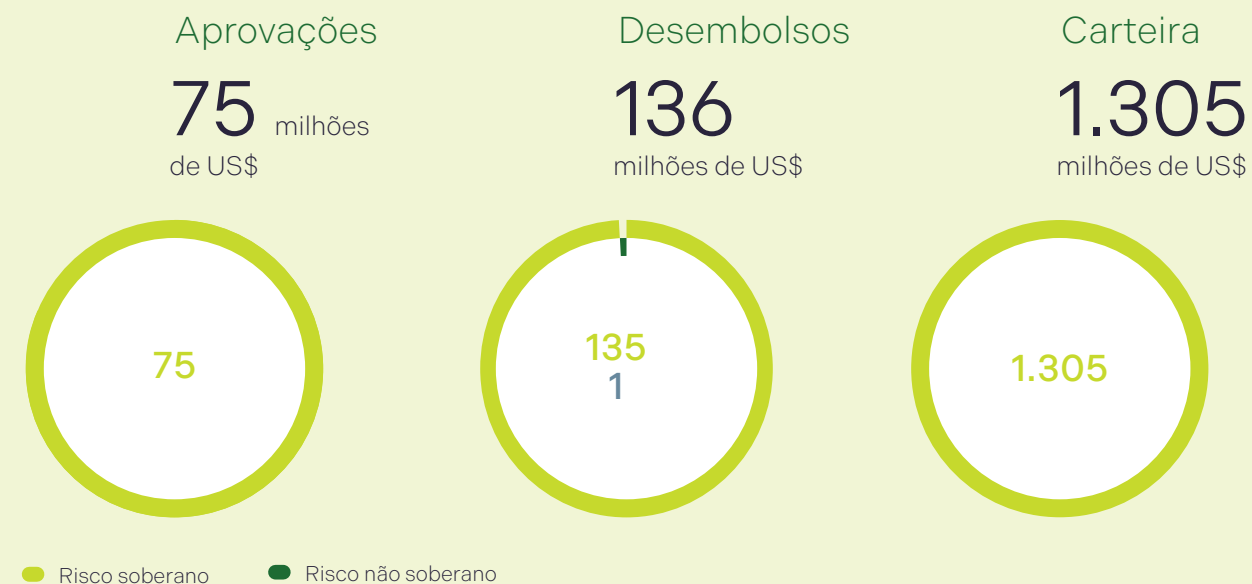 Aprovações
75 milhões
de US$
75
Desembolsos
136
milhões de US$
135
1
Carteira
1.305
milhões de US$
1.305
Risco soberano
Risco não soberano